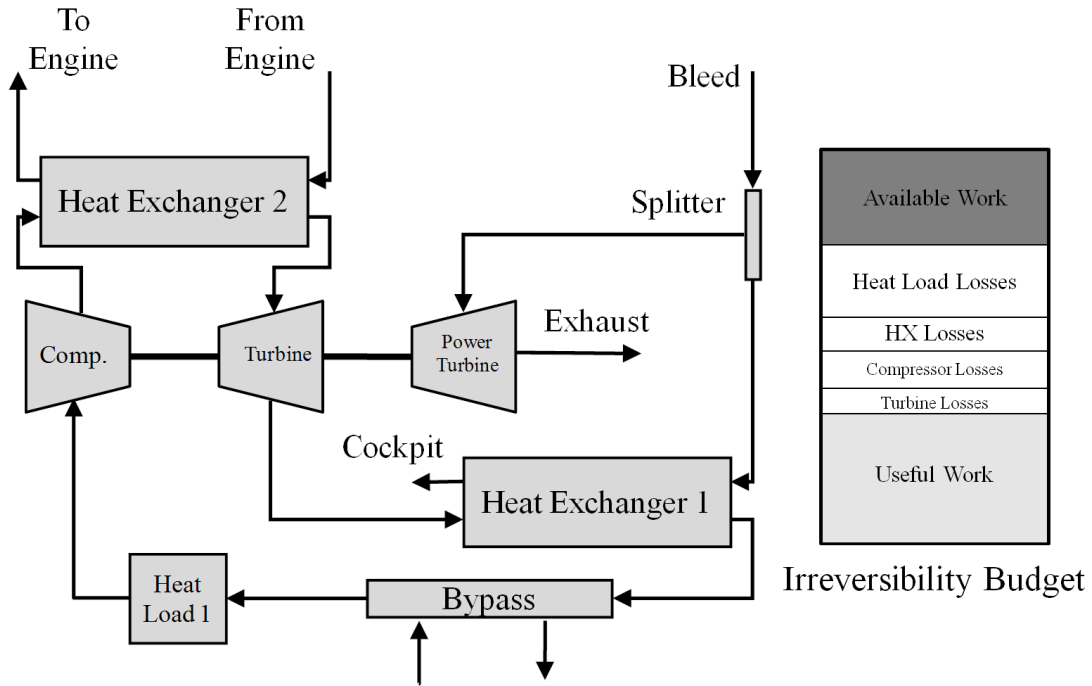 To
Engine
From
Engine
Bleed
Heat Exchanger 2
Splitter
Available Work
Heat Load Losses
HX Losses
Compressor Losses
Turbine Losses
Useful Work
Irreversibility Budget
Comp.
Turbine
Power
Turbine
Exhaust
Cockpit
Heat Exchanger 1
Heat
Load 1
Bypass